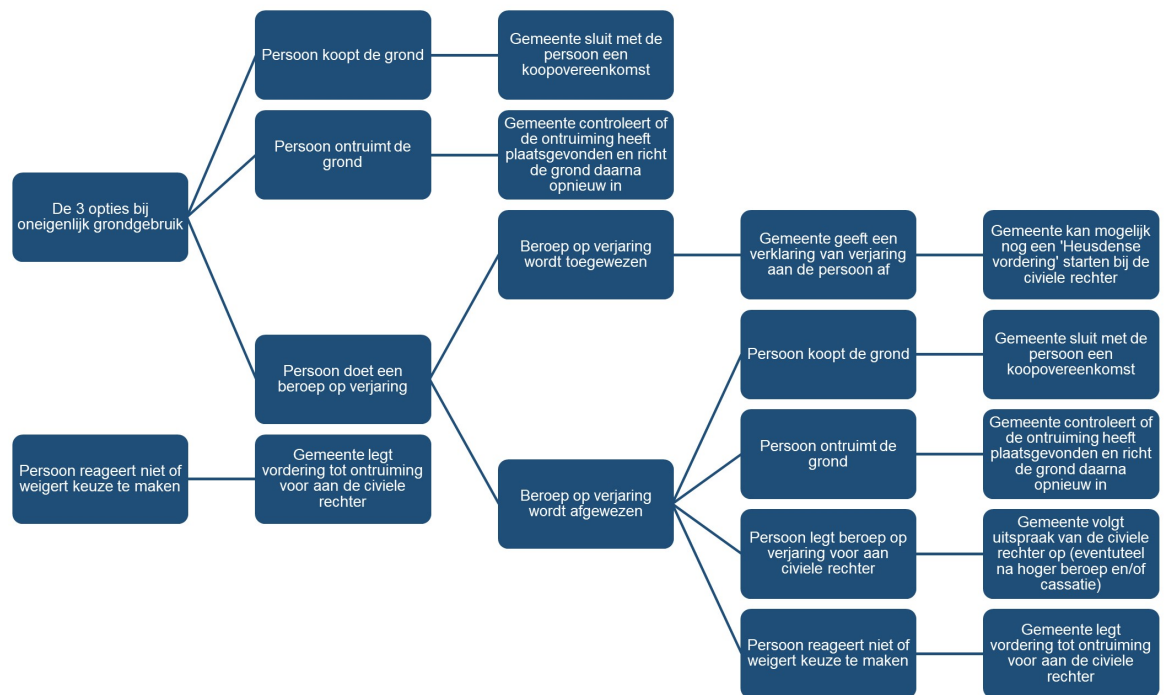 Persoon koopt de grond
Gemeente sluit met de
persoon een
koopovereenkomst
Persoon ontruimt de
grond
Gemeente controleert of
de ontruiming heeft
plaatsgevonden en richt
de grond daarna
opnieuw in
De 3 opties bij
oneigenlijk grondgebruik
Beroep op verjaring
wordt toegewezen
Gemeente geeft een
verklaring van verjaring
aan de persoon af
Gemeente kan mogelijk
nog een 'Heusdense
vordering' starten bij de
civiele rechter
Persoon doet een
beroep op verjaring
Persoon koopt de grond
Gemeente sluit met de
persoon een
koopovereenkomst
Persoon reageert niet of
weigert keuze te maken
Gemeente legt
vordering tot ontruiming
voor aan de civiele
rechter
Beroep op verjaring
wordt afgewezen
Persoon ontruimt de
grond
Gemeente controleert of
de ontruiming heeft
plaatsgevonden en richt
de grond daarna
opnieuw in
Persoon legt beroep op
verjaring voor aan
civiele rechter
Gemeente volgt
uitspraak van de civiele
rechter op (eventuteel
na hoger beroep en/of
cassatie)
Persoon reageert niet of
weigert keuze te maken
Gemeente legt
vordering tot ontruiming
voor aan de civiele
rechter